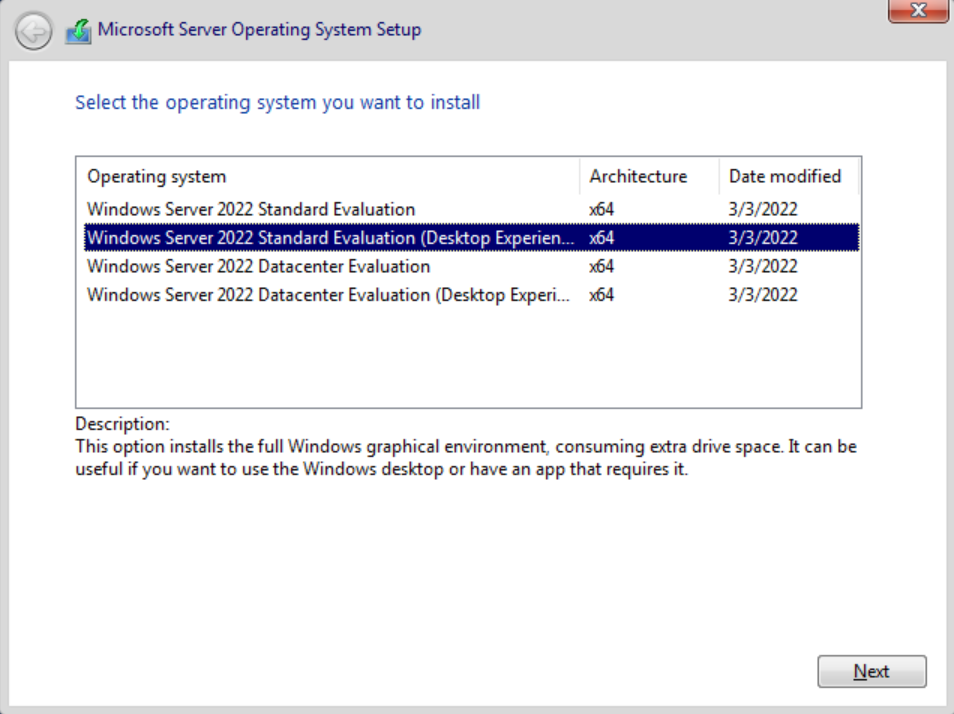 Microsoft Server Operating System Setup
Select the operating system you want to install
Operating system Architecture Date modified
Windows Server 2022 Standard Evaluation x64 3/3/2022
Windows Server 2022 Standard Evaluation (Desktop Experien... x64 3/3/2022
Windows Server 2022 Datacenter Evaluation x64 3/3/2022
Windows Server 2022 Datacenter Evaluation (Desktop Experi... x64 3/3/2022
Description:
This option installs the full Windows graphical environment, consuming extra drive space. It can be
useful if you want to use the Windows desktop or have an app that requires it.
Next